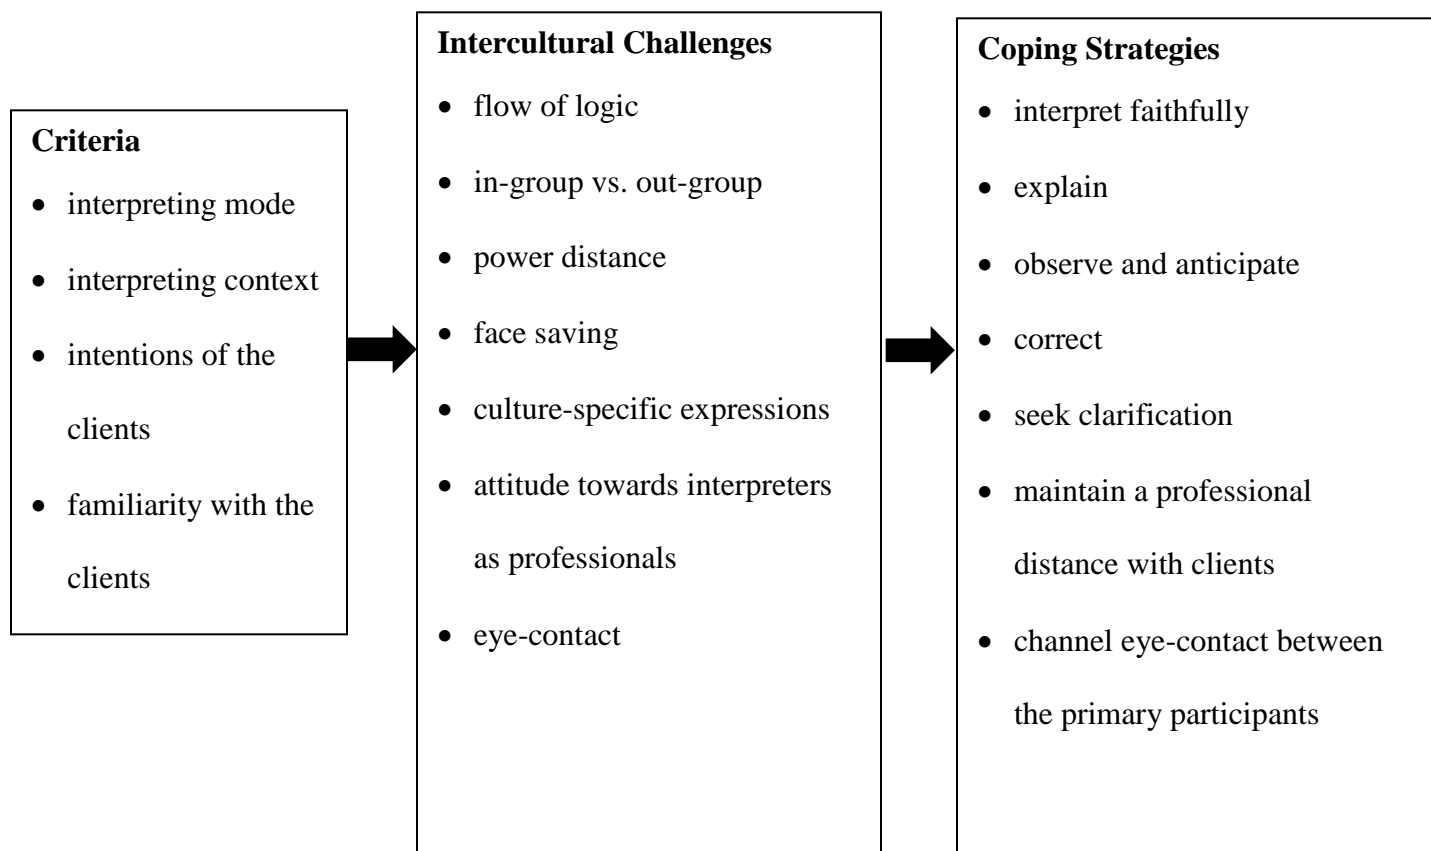 Criteria
• interpreting mode
• interpreting context
• intentions of the
clients
• familiarity with the
clients
Intercultural Challenges
• flow of logic
• in-group vs. out-group
• power distance
• face saving
• culture-specific expressions
• attitude towards interpreters
as professionals
• eye-contact
Coping Strategies
• interpret faithfully
• explain
• observe and anticipate
• correct
• seek clarification
• maintain a professional
distance with clients
• channel eye-contact between
the primary participants